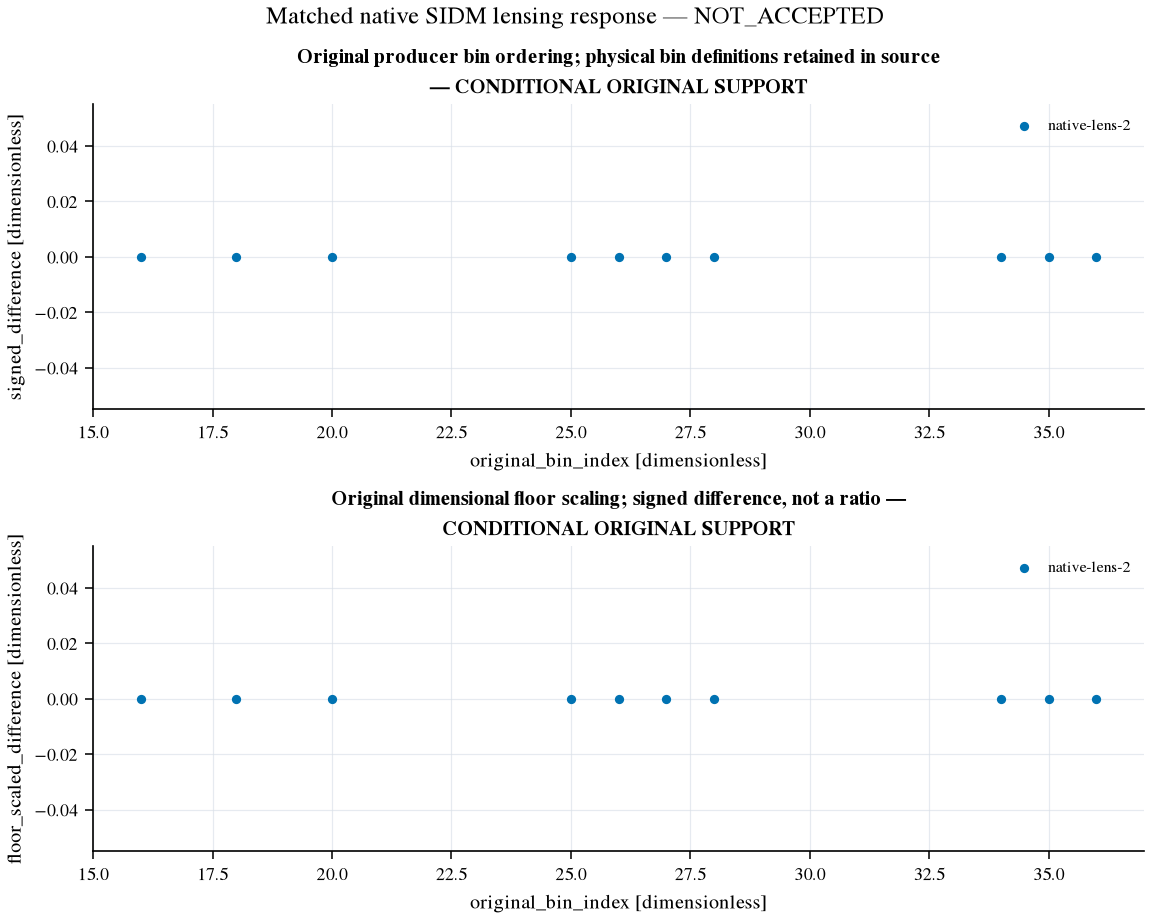 Matched native SIDM lensing response — NOT_ACCEPTED
Original producer bin ordering; physical bin definitions retained in source
— CONDITIONAL ORIGINAL SUPPORT
native-lens-2
signed_difference [dimensionless]
0.04
0.02
0.00
−0.02
−0.04
15.0 17.5 20.0 22.5 25.0 27.5 30.0 32.5 35.0
original_bin_index [dimensionless]
Original dimensional floor scaling; signed difference, not a ratio —
CONDITIONAL ORIGINAL SUPPORT
native-lens-2
floor_scaled_difference [dimensionless]
0.04
0.02
0.00
−0.02
−0.04
15.0 17.5 20.0 22.5 25.0 27.5 30.0 32.5 35.0
original_bin_index [dimensionless]